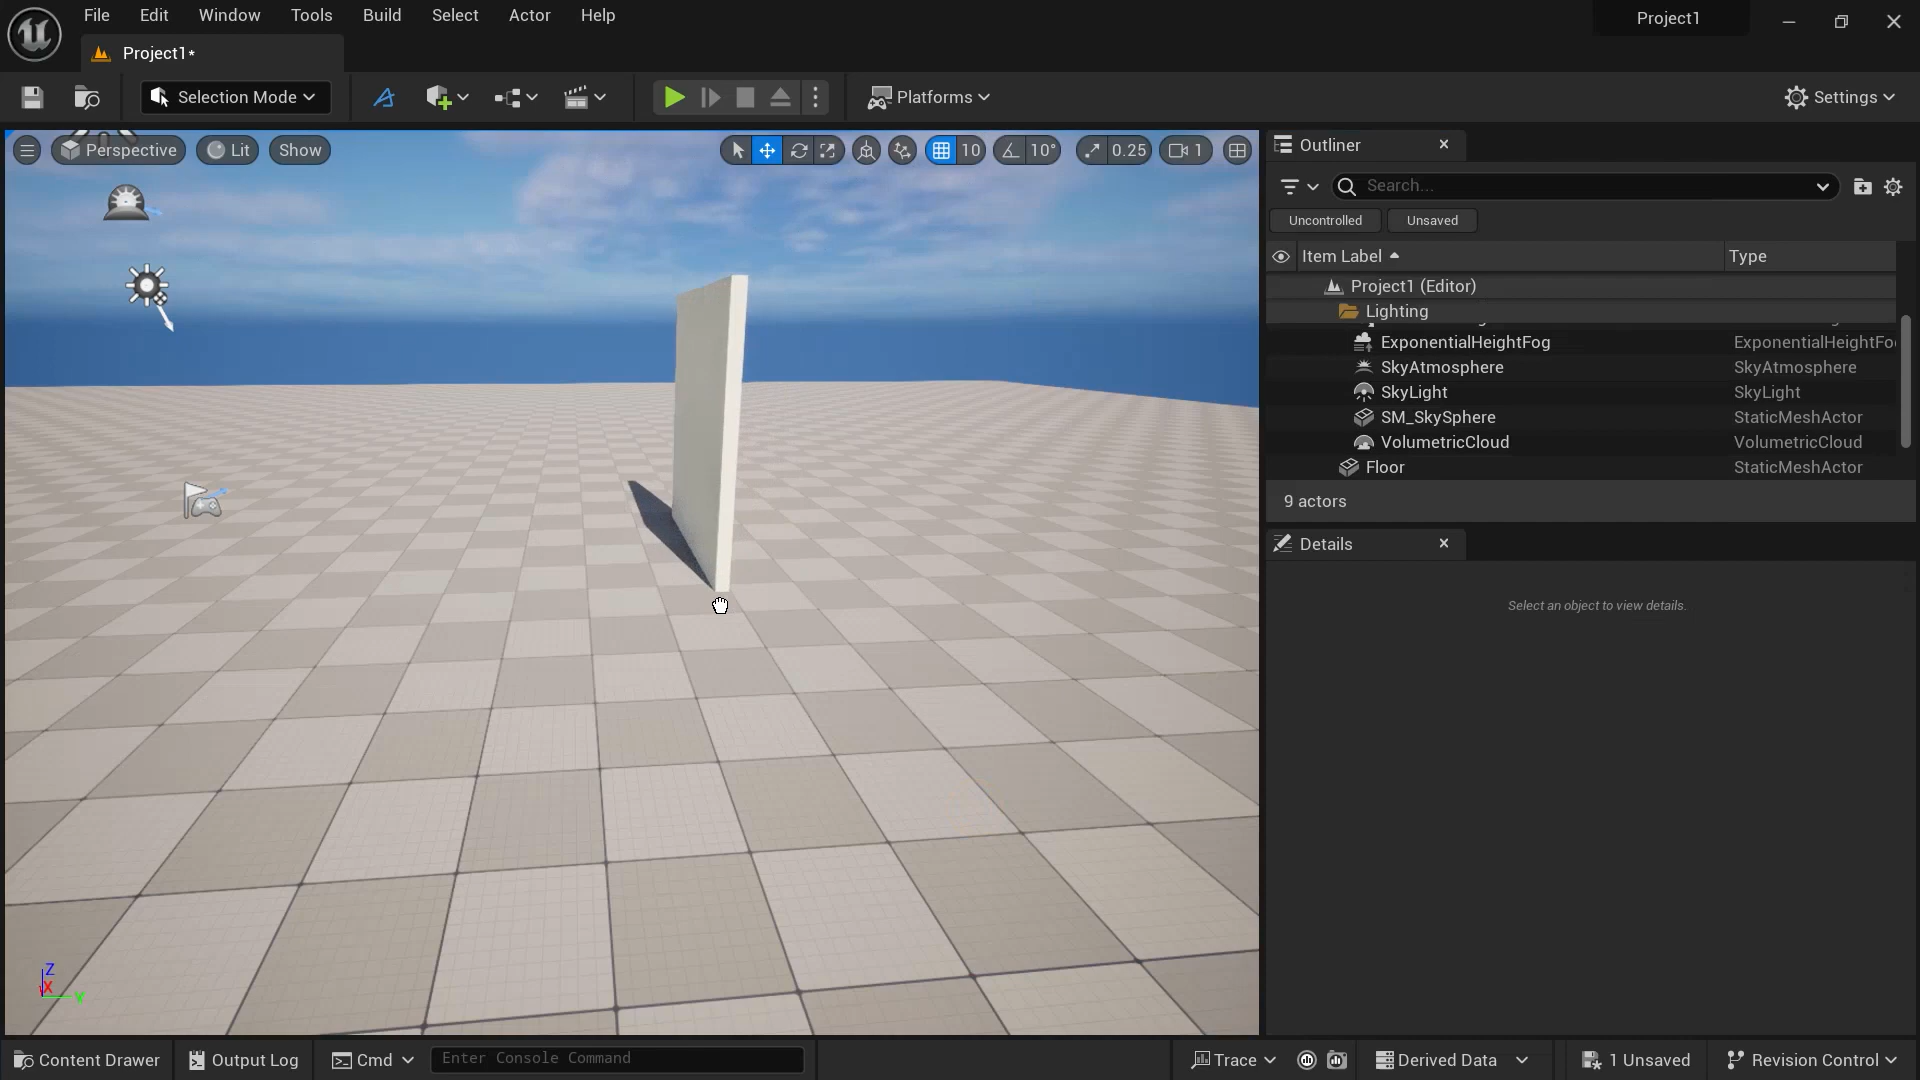 File Edit Window Tools Build Select Actor Help
Project1
Project1*
Selection Mode
Platforms
Settings
Perspective
Lit
Show
10
10°
0.25
1
Outliner
Search...
Uncontrolled
Unsaved
Item Label
Type
Project1 (Editor)
Lighting
ExponentialHeightFog ExponentialHeightFo
SkyAtmosphere SkyAtmosphere
SkyLight SkyLight
SM_SkySphere StaticMeshActor
VolumetricCloud VolumetricCloud
Floor StaticMeshActor
9 actors
Details
Select an object to view details.
Z
X
Y
Content Drawer
Output Log
Cmd
Enter Console Command
Trace
Derived Data
1 Unsaved
Revision Control